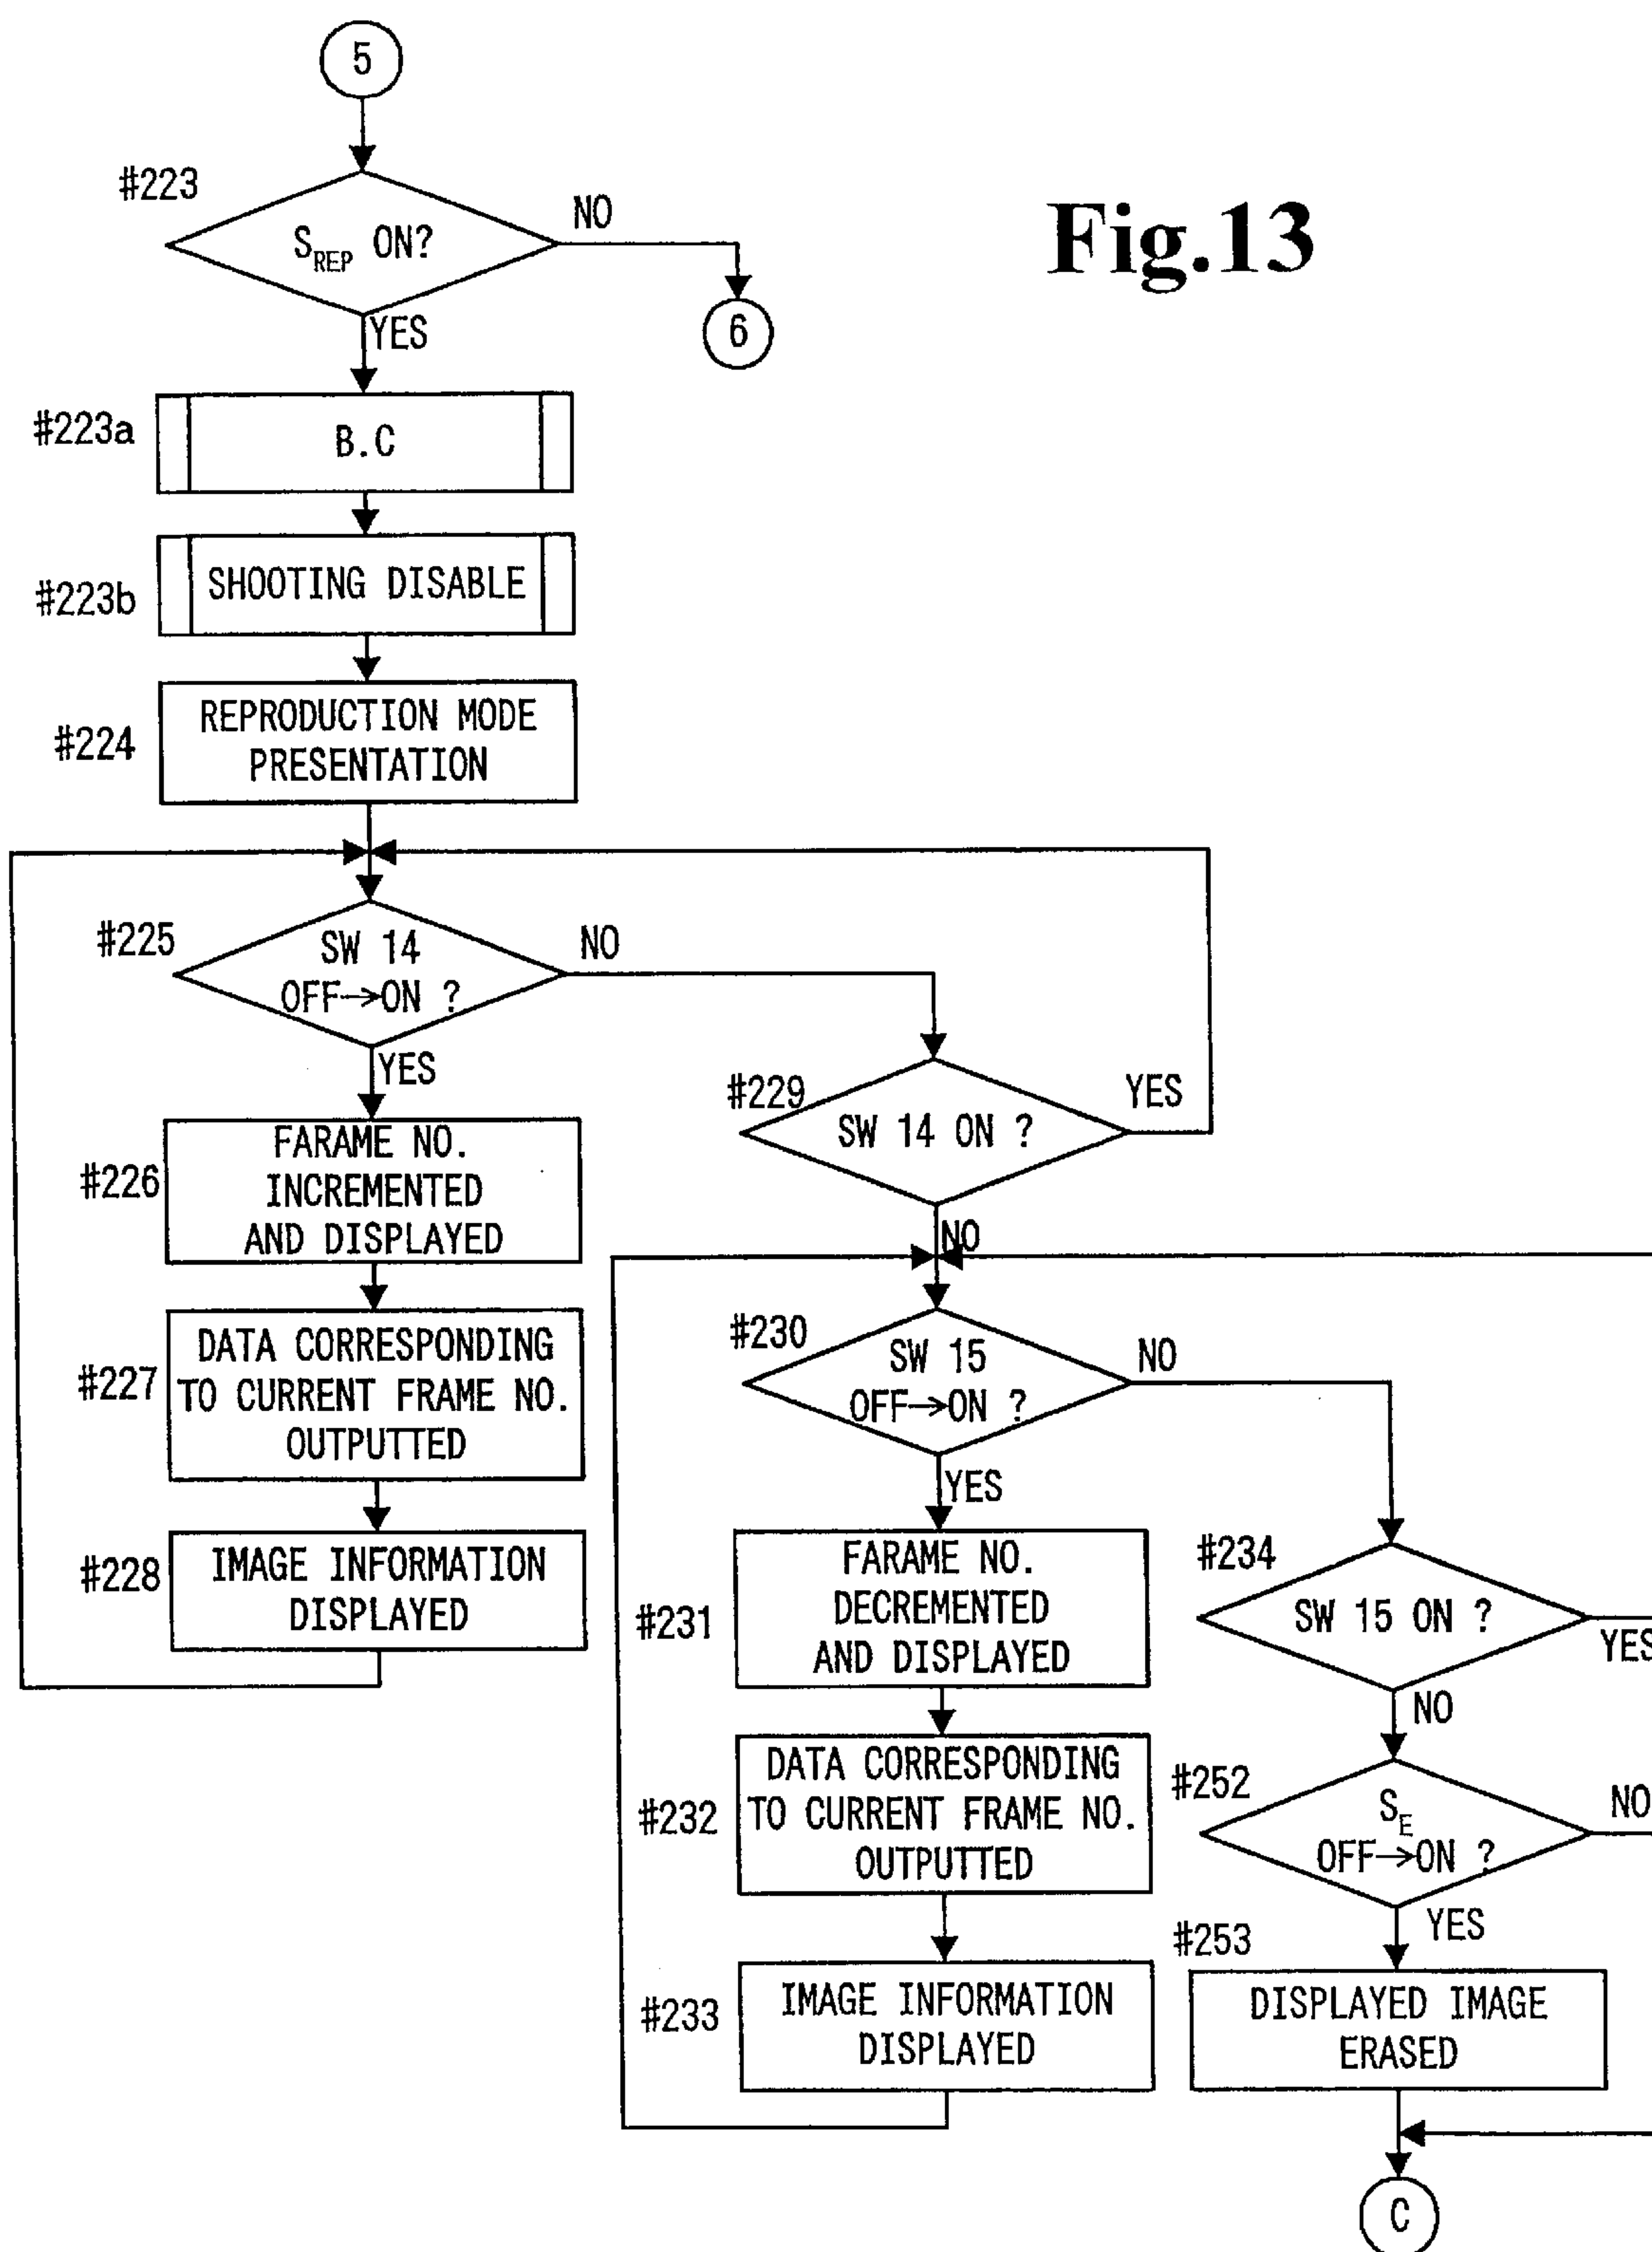 5
#223
S_REP ON?
NO
Fig.13
6
YES
#223a
B.C
#223b
SHOOTING DISABLE
#224
REPRODUCTION MODE
PRESENTATION
#225
SW 14
OFF→ON ?
NO
YES
#229
SW 14 ON ?
YES
NO
#226
FARAME NO.
INCREMENTED
AND DISPLAYED
#227
DATA CORRESPONDING
TO CURRENT FRAME NO.
OUTPUTTED
#228
IMAGE INFORMATION
DISPLAYED
#230
SW 15
OFF→ON ?
NO
YES
#231
FARAME NO.
DECREMENTED
AND DISPLAYED
#232
DATA CORRESPONDING
TO CURRENT FRAME NO.
OUTPUTTED
#233
IMAGE INFORMATION
DISPLAYED
#234
SW 15 ON ?
YES
NO
#252
S_E
OFF→ON ?
NO
YES
#253
DISPLAYED IMAGE
ERASED
C